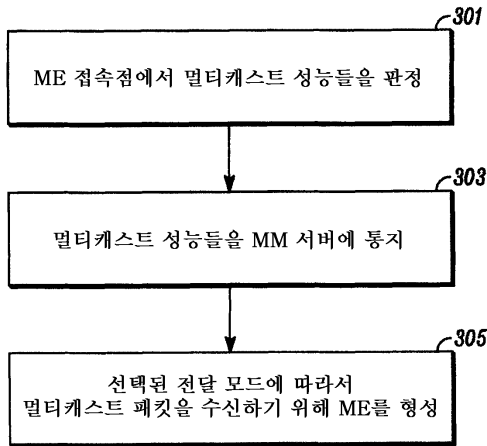 301
ME 접속점에서 멀티캐스트 성능들을 판정
303
멀티캐스트 성능들을 MM 서버에 통지
305
선택된 전달 모드에 따라서
멀티캐스트 패킷을 수신하기 위해 ME를 형성